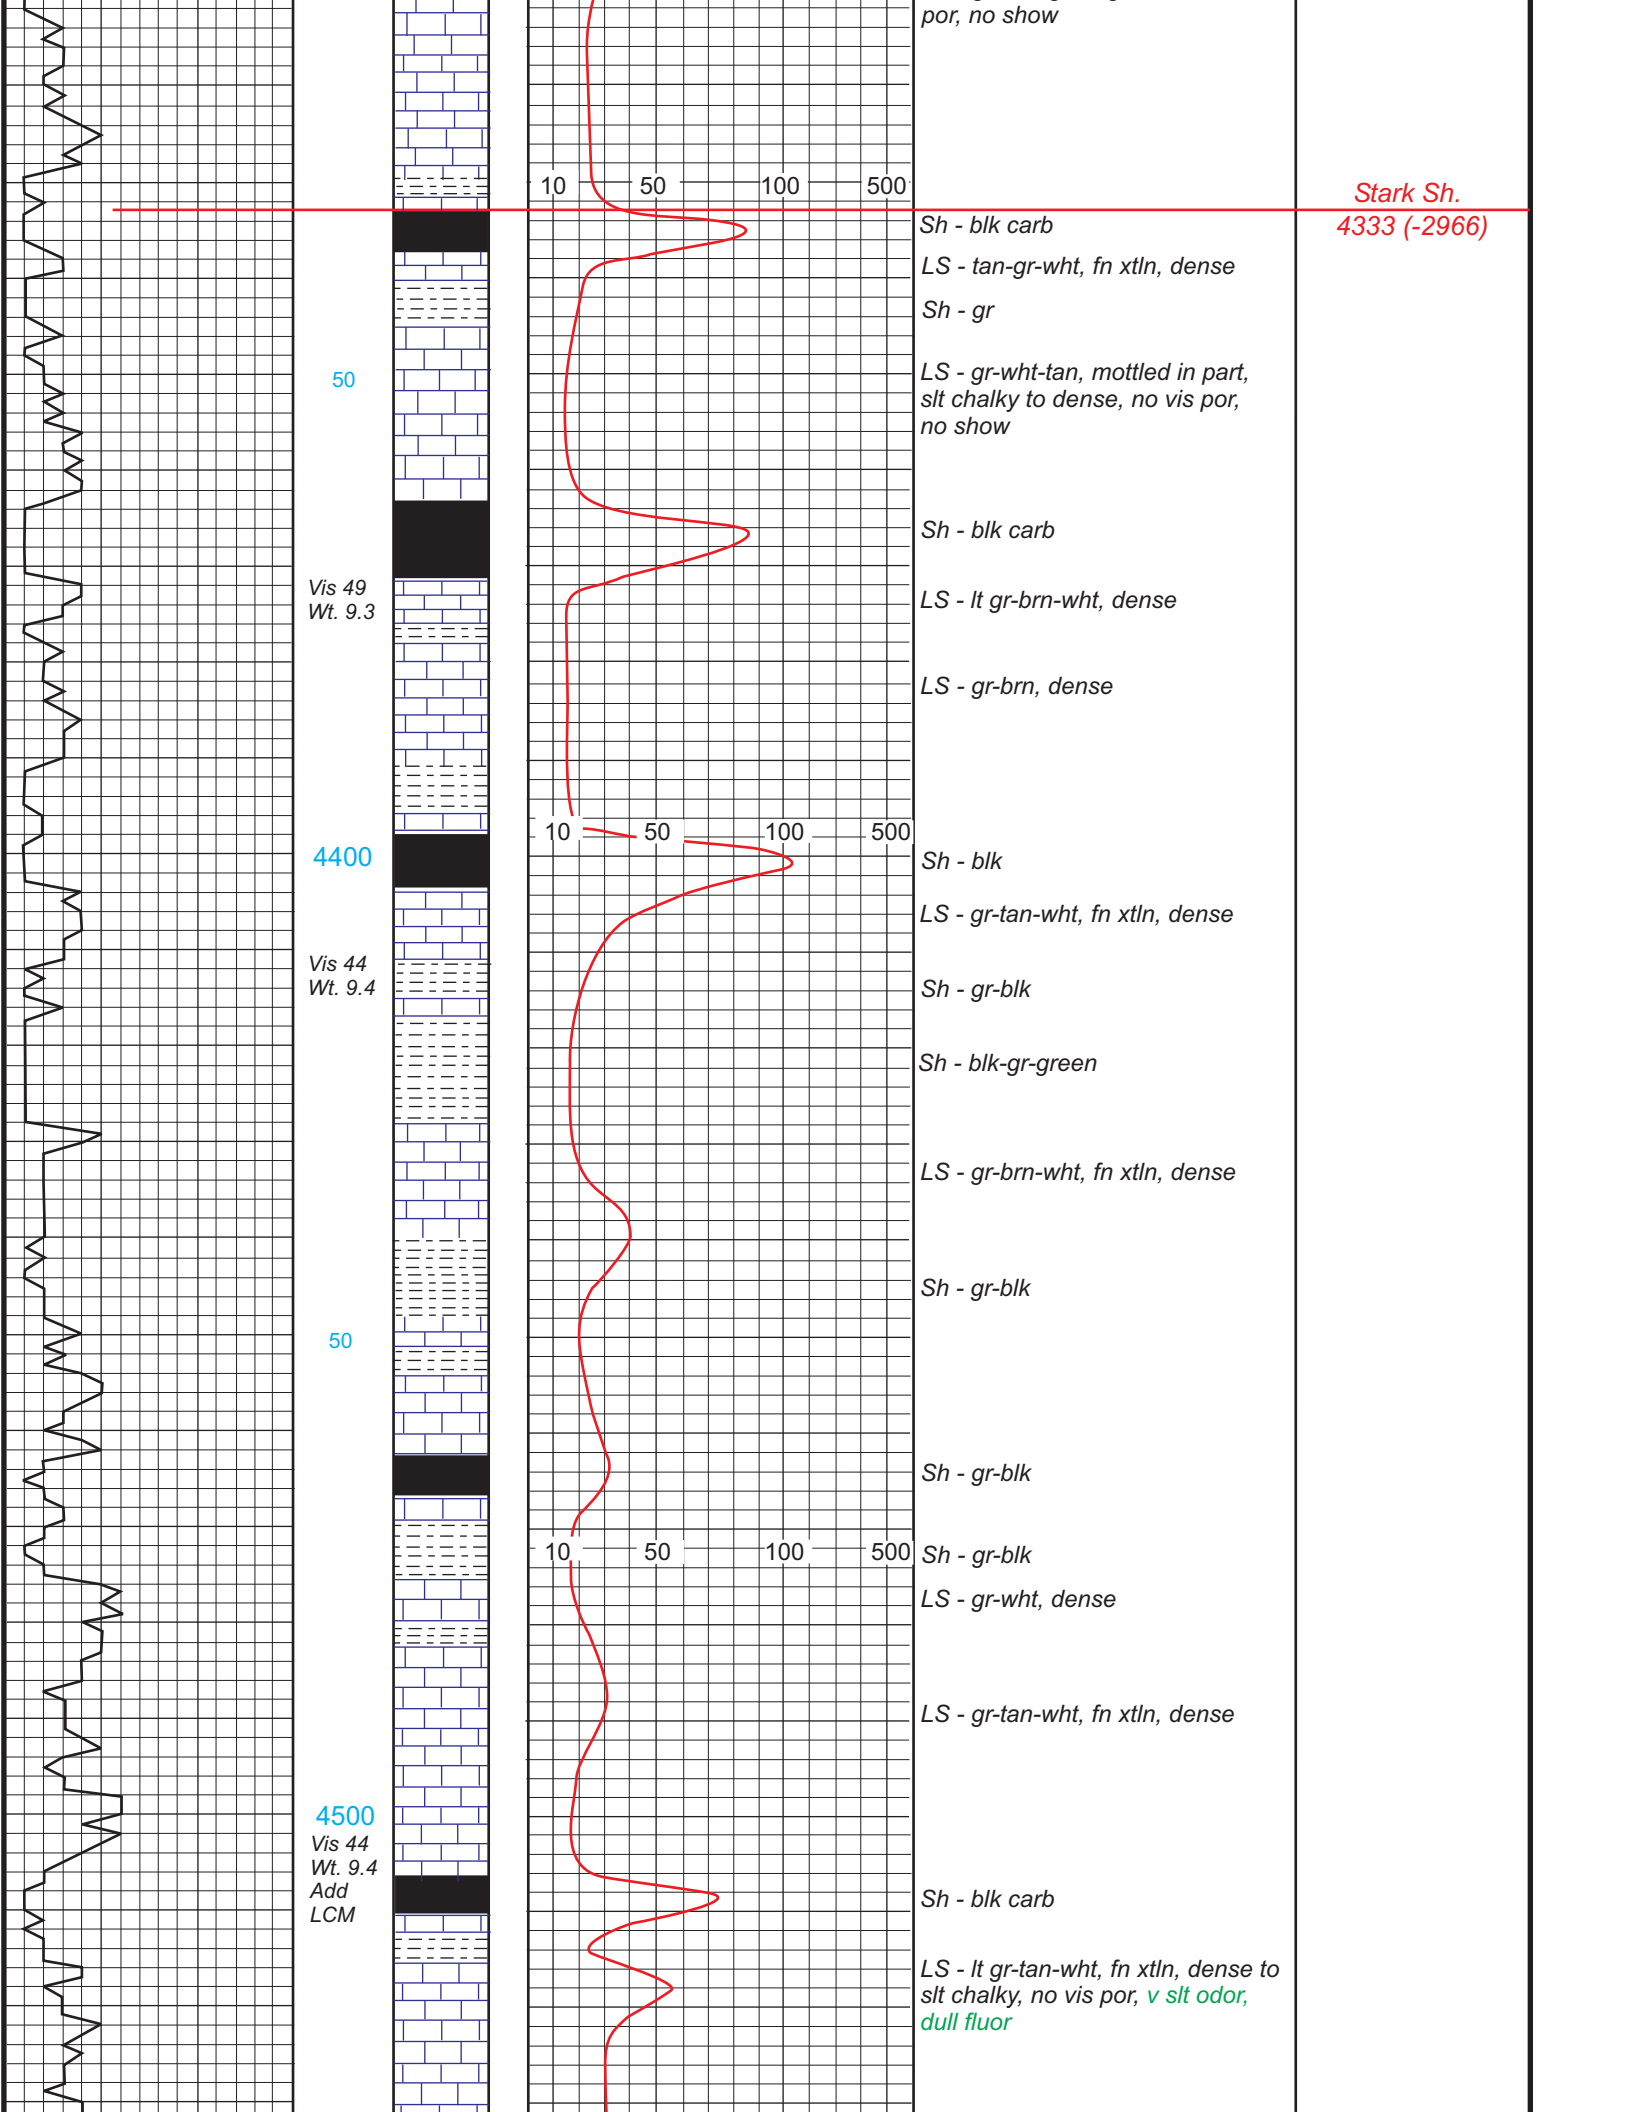 por, no show
10 50 100 500
Stark Sh.
4333 (-2966)
Sh - blk carb
LS - tan-gr-wht, fn xtln, dense
Sh - gr
50
LS - gr-wht-tan, mottled in part,
slt chalky to dense, no vis por,
no show
Sh - blk carb
Vis 49
Wt. 9.3
LS - lt gr-brn-wht, dense
LS - gr-brn, dense
10 50 100 500
4400
Sh - blk
LS - gr-tan-wht, fn xtln, dense
Vis 44
Wt. 9.4
Sh - gr-blk
Sh - blk-gr-green
LS - gr-brn-wht, fn xtln, dense
Sh - gr-blk
50
Sh - gr-blk
10 50 100 500
Sh - gr-blk
LS - gr-wht, dense
LS - gr-tan-wht, fn xtln, dense
4500
Vis 44
Wt. 9.4
Add
LCM
Sh - blk carb
LS - lt gr-tan-wht, fn xtln, dense to
slt chalky, no vis por, v slt odor,
dull fluor